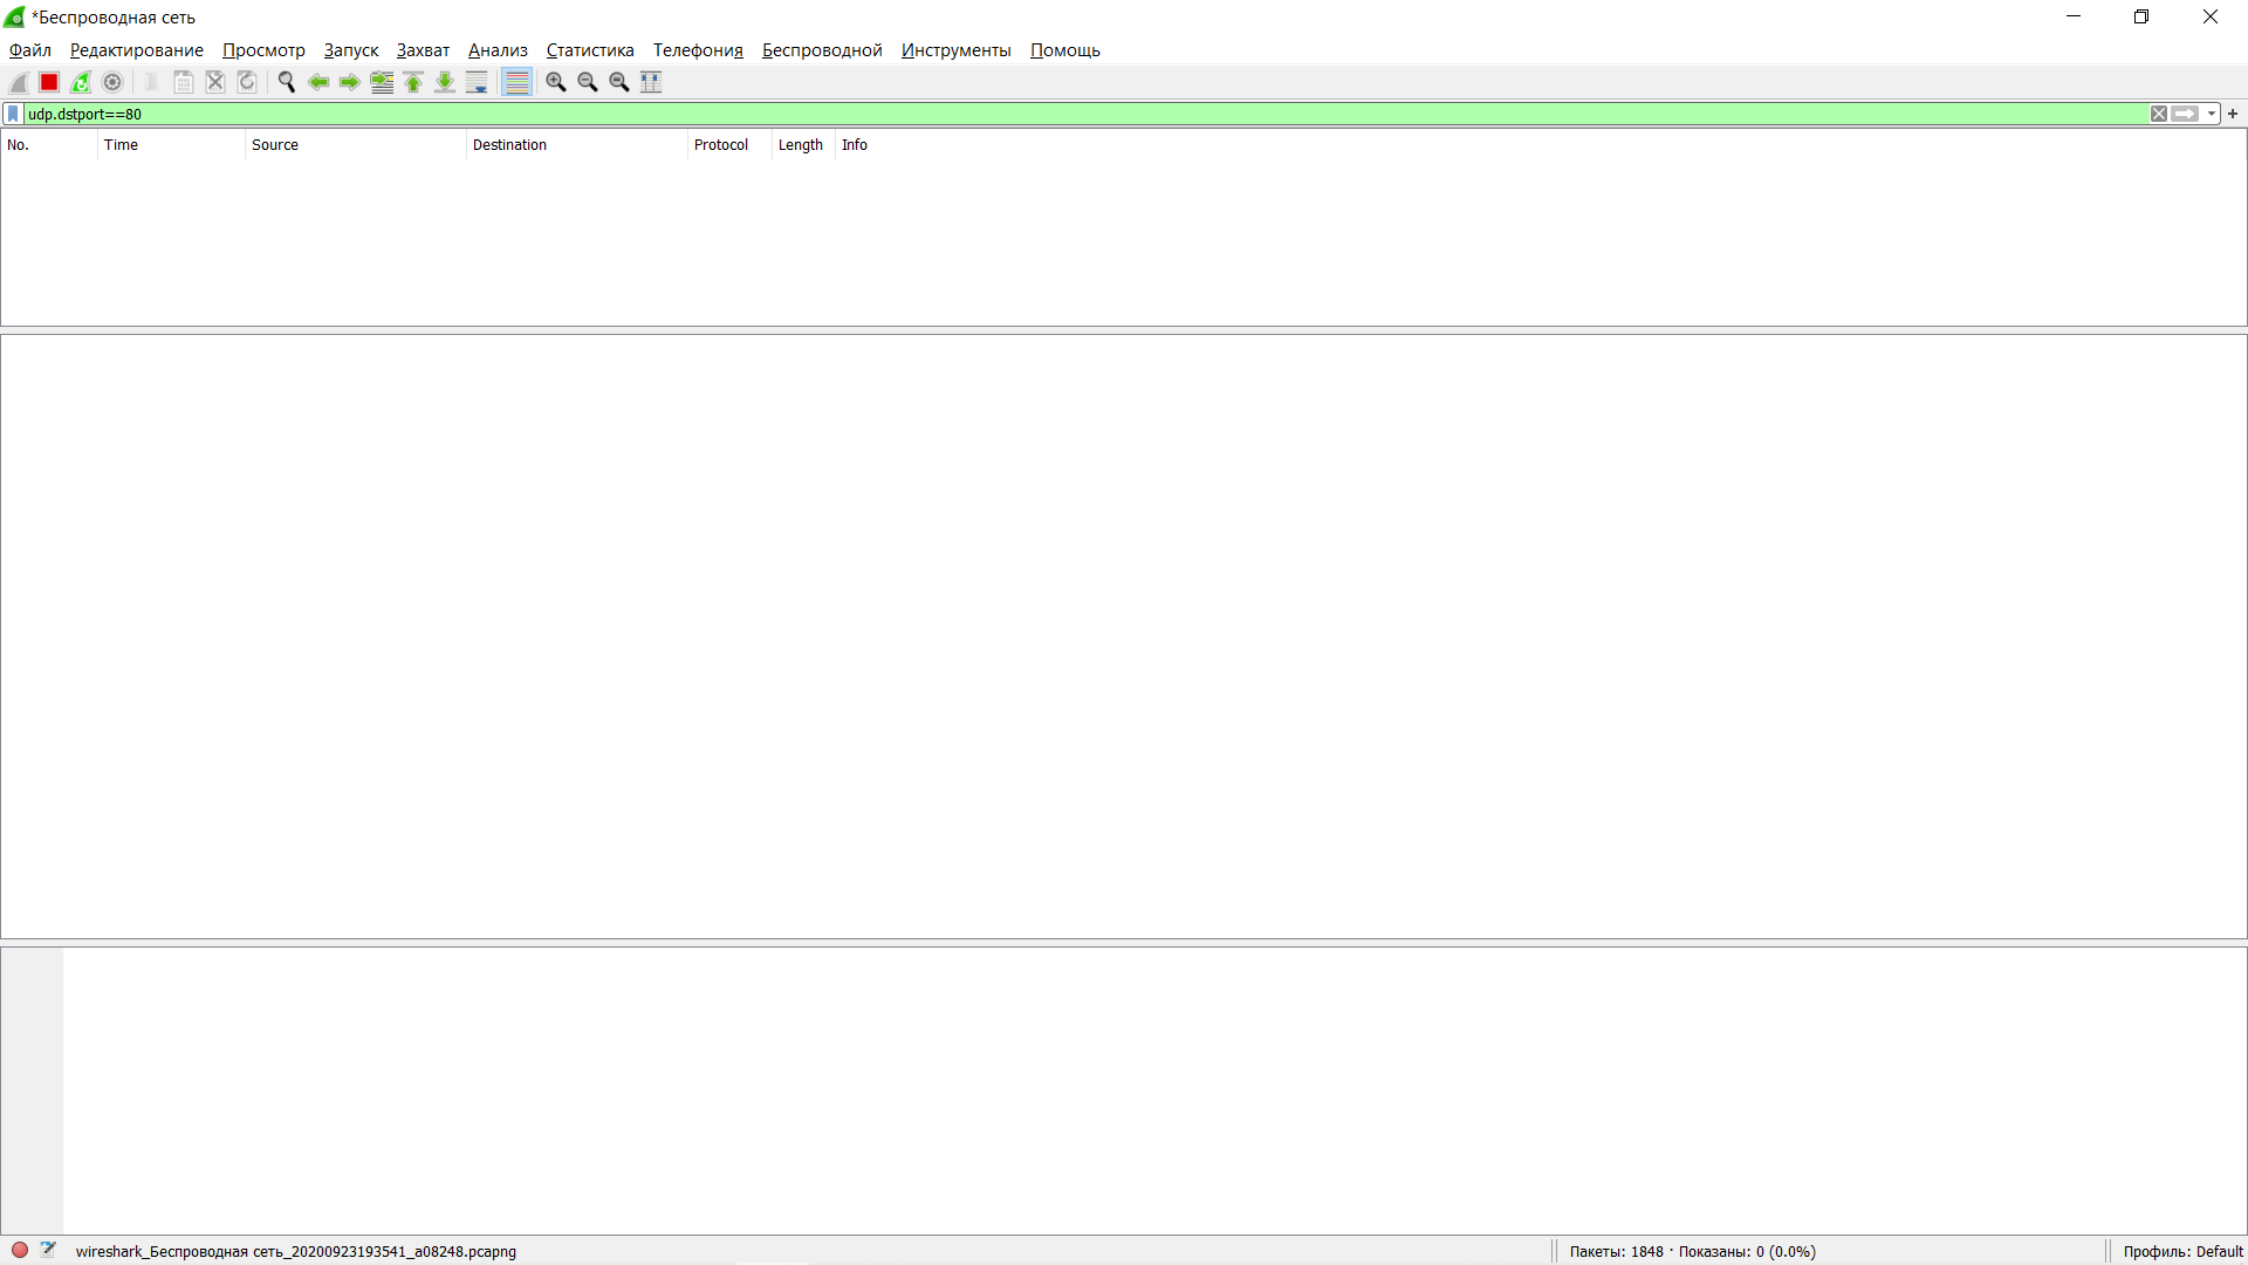 *Беспроводная сеть
Файл Редактирование Просмотр Запуск Захват Анализ Статистика Телефония Беспроводной Инструменты Помощь
udp.dstport==80
No. Time Source Destination Protocol Length Info
wireshark_Беспроводная сеть_20200923193541_a08248.pcapng Пакеты: 1848 · Показаны: 0 (0.0%) Профиль: Default